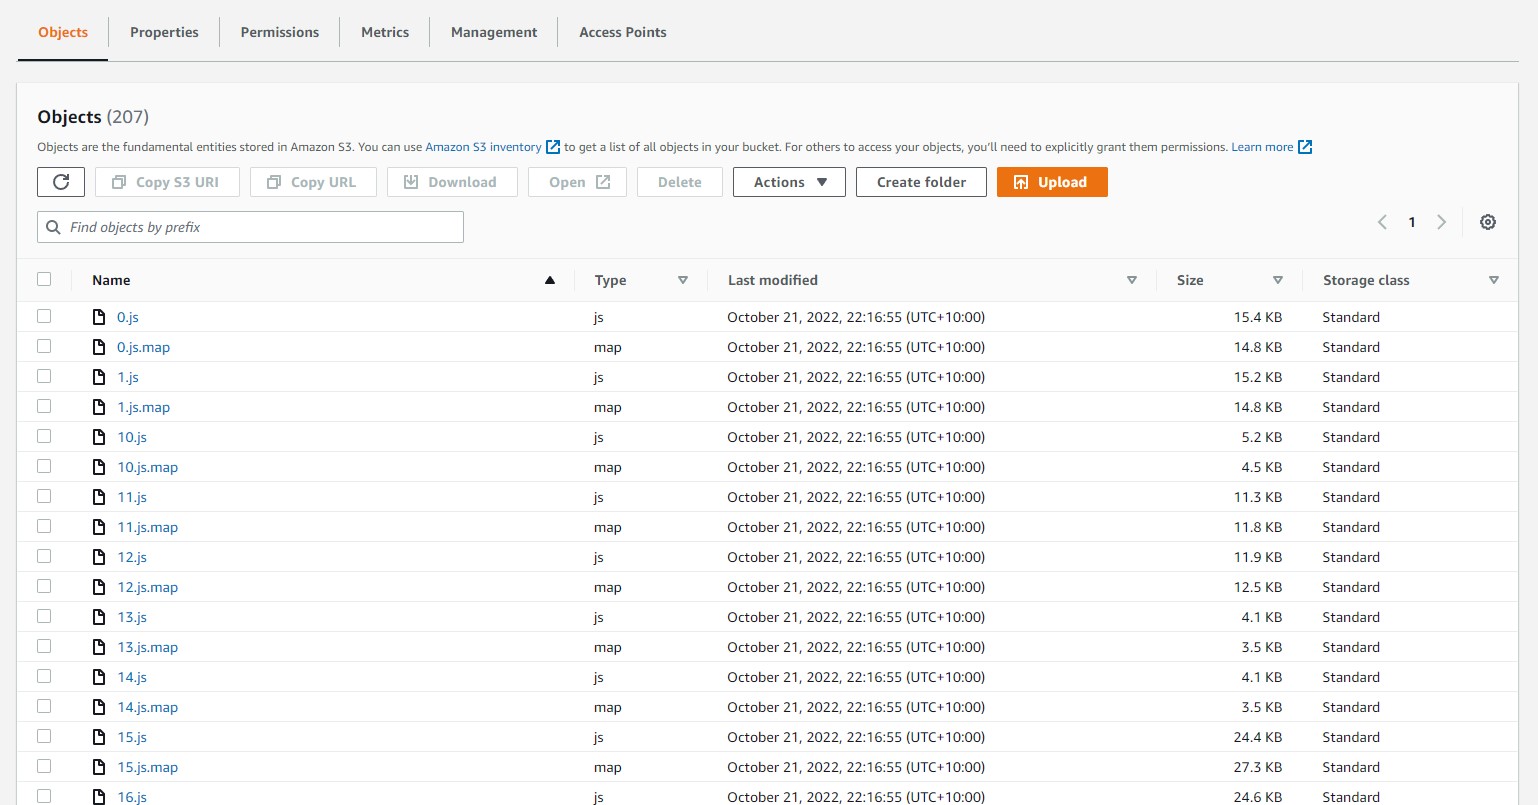 Objects Properties Permissions Metrics Management Access Points
Objects (207)
Objects are the fundamental entities stored in Amazon S3. You can use Amazon S3 inventory to get a list of all objects in your bucket. For others to access your objects, you'll need to explicitly grant them permissions. Learn more
Copy S3 URI Copy URL Download Open Delete Actions Create folder Upload
Find objects by prefix 1
Name Type Last modified Size Storage class
0.js js October 21, 2022, 22:16:55 (UTC+10:00) 15.4 KB Standard
0.js.map map October 21, 2022, 22:16:55 (UTC+10:00) 14.8 KB Standard
1.js js October 21, 2022, 22:16:55 (UTC+10:00) 15.2 KB Standard
1.js.map map October 21, 2022, 22:16:55 (UTC+10:00) 14.8 KB Standard
10.js js October 21, 2022, 22:16:55 (UTC+10:00) 5.2 KB Standard
10.js.map map October 21, 2022, 22:16:55 (UTC+10:00) 4.5 KB Standard
11.js js October 21, 2022, 22:16:55 (UTC+10:00) 11.3 KB Standard
11.js.map map October 21, 2022, 22:16:55 (UTC+10:00) 11.8 KB Standard
12.js js October 21, 2022, 22:16:55 (UTC+10:00) 11.9 KB Standard
12.js.map map October 21, 2022, 22:16:55 (UTC+10:00) 12.5 KB Standard
13.js js October 21, 2022, 22:16:55 (UTC+10:00) 4.1 KB Standard
13.js.map map October 21, 2022, 22:16:55 (UTC+10:00) 3.5 KB Standard
14.js js October 21, 2022, 22:16:55 (UTC+10:00) 4.1 KB Standard
14.js.map map October 21, 2022, 22:16:55 (UTC+10:00) 3.5 KB Standard
15.js js October 21, 2022, 22:16:55 (UTC+10:00) 24.4 KB Standard
15.js.map map October 21, 2022, 22:16:55 (UTC+10:00) 27.3 KB Standard
16.js js October 21, 2022, 22:16:55 (UTC+10:00) 24.6 KB Standard